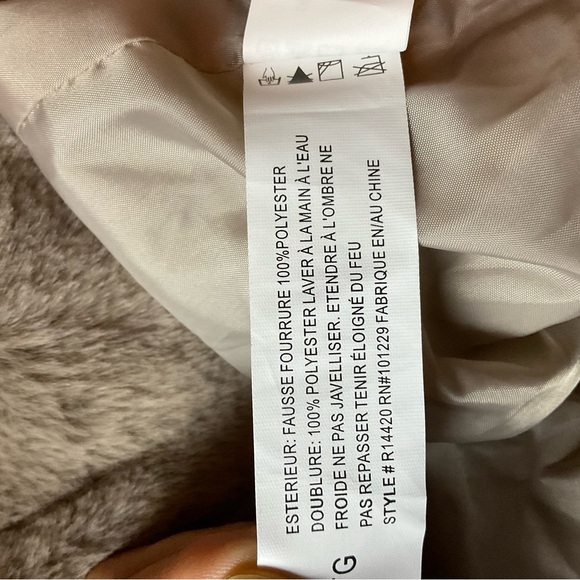 ESTERIEUR: FAUSSE FOURRURE 100%POLYESTER
DOUBLURE: 100% POLYESTER LAVER À LA MAIN À L'EAU
FROIDE NE PAS JAVELLISER. ETENDRE À L'OMBRE NE
PAS REPASSER TENIR ÉLOIGNÉ DU FEU
STYLE # R14420 RN#101229 FABRIQUE EN/AU CHINE
G